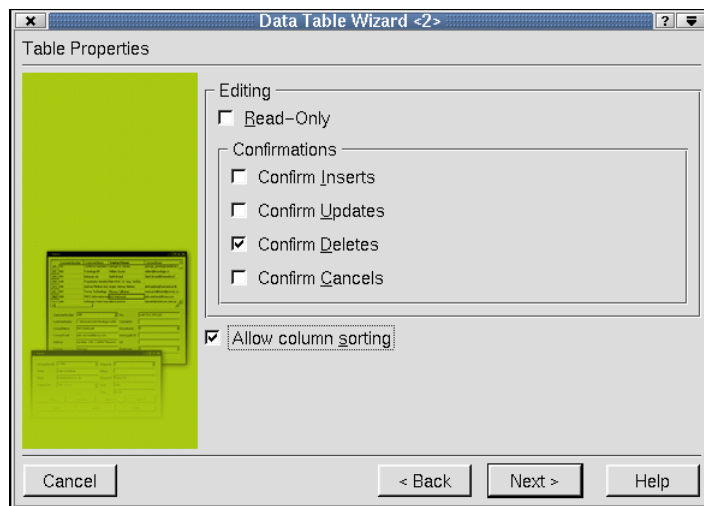 Data Table Wizard <2>
?
Table Properties
Editing
Read-Only
Confirmations
Confirm Inserts
Confirm Updates
Confirm Deletes
Confirm Cancels
Allow column sorting
Cancel
< Back
Next >
Help